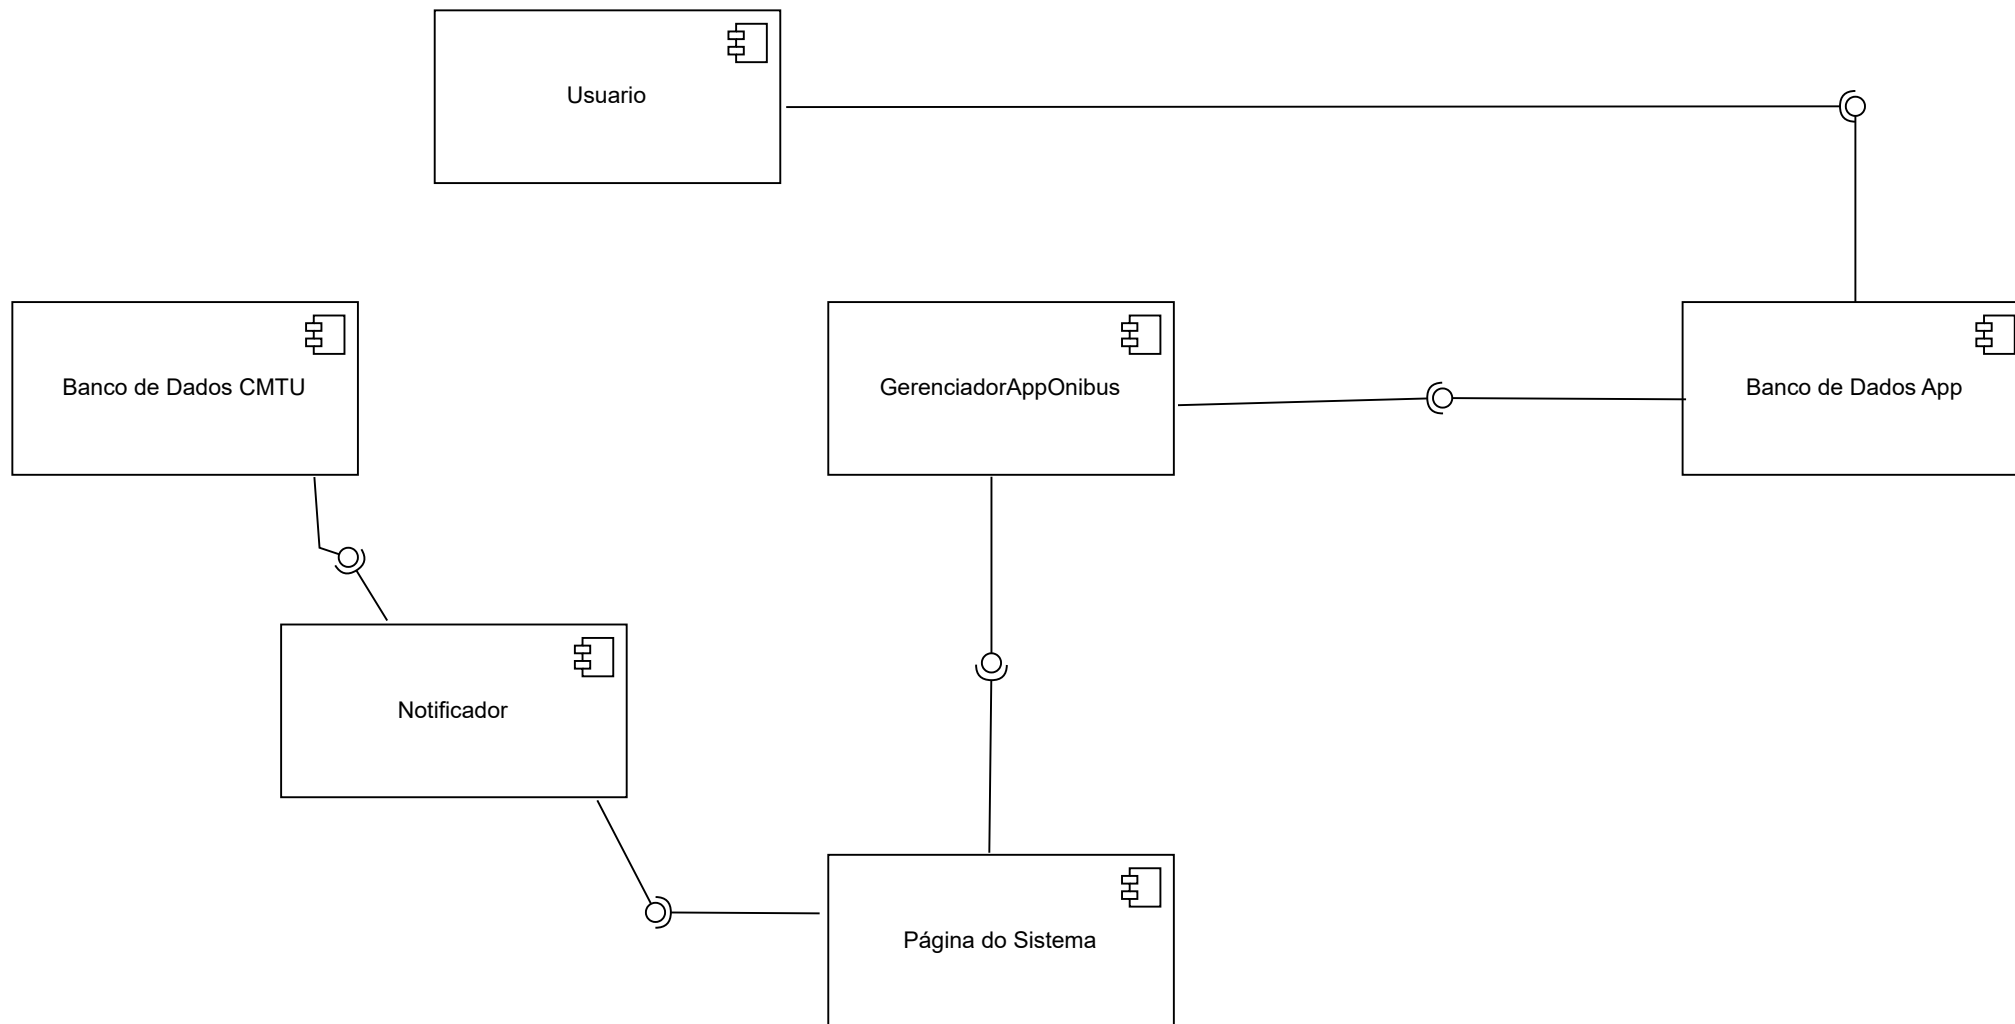 Usuario
Banco de Dados CMTU
GerenciadorAppOnibus
Banco de Dados App
Notificador
Página do Sistema